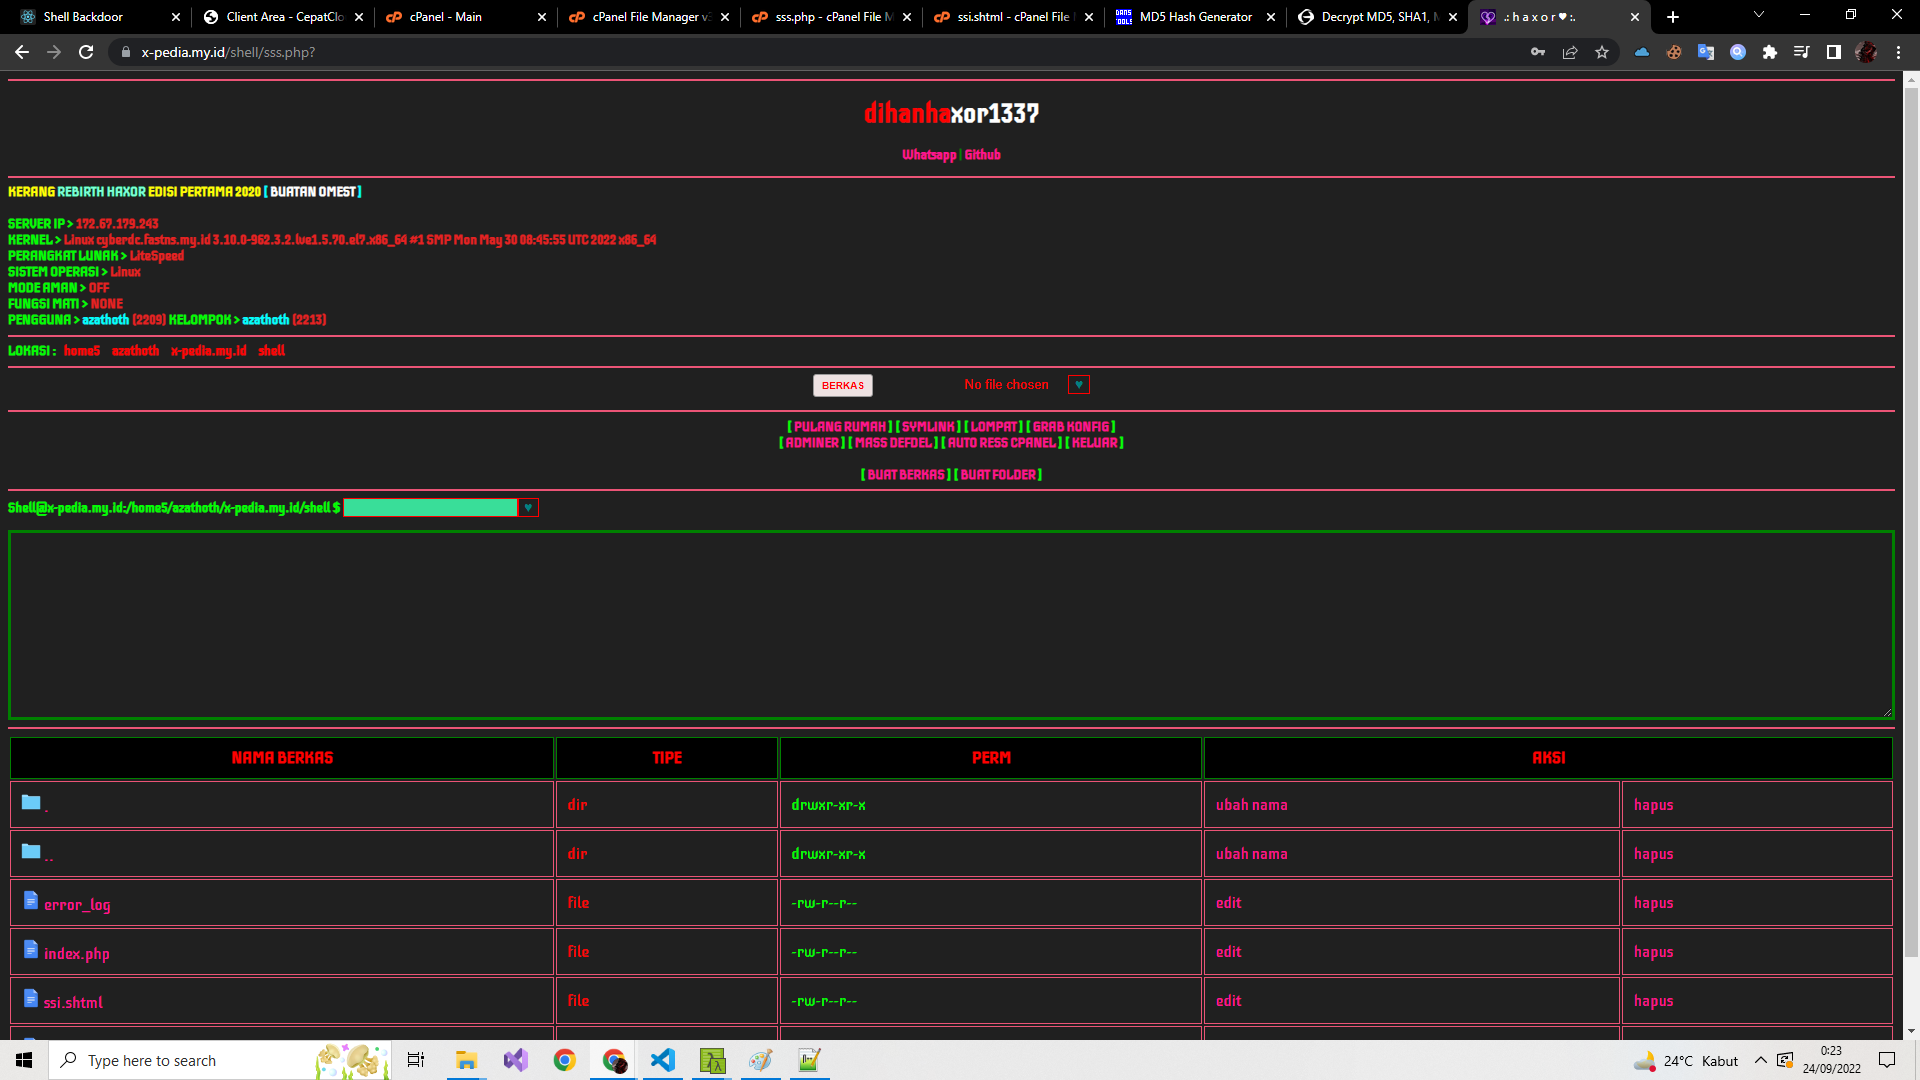 Shell Backdoor
Client Area - CepatClo
cPanel - Main
cPanel File Manager v
sss.php - cPanel File M
ssi.shtml - cPanel File
MD5 Hash Generator
Decrypt MD5, SHA1,
.: h a x o r ♥ :.
x-pedia.my.id/shell/sss.php?
dihanhaxor1337
Whatsapp | Github
KERANG REBIRTH HAXOR EDISI PERTAMA 2020 [ BUATAN OMEST ]
SERVER IP > 172.67.179.243
KERNEL > Linux cyberdc.fastns.my.id 3.10.0-962.3.2.lve1.5.70.el7.x86_64 #1 SMP Mon May 30 08:45:55 UTC 2022 x86_64
PERANGKAT LUNAK > LiteSpeed
SISTEM OPERASI > Linux
MODE AMAN > OFF
FUNGSI MATI > NONE
PENGGUNA > azathoth (2209) KELOMPOK > azathoth (2213)
LOKASI : home5 azathoth x-pedia.my.id shell
BERKAS No file chosen ♥
[ PULANG RUMAH ] [ SYMLINK ] [ LOMPAT ] [ GRAB KONFIG ]
[ ADMINER ] [ MASS DEFDEL ] [ AUTO RESS CPANEL ] [ KELUAR ]
[ BUAT BERKAS ] [ BUAT FOLDER ]
Shell@x-pedia.my.id:/home5/azathoth/x-pedia.my.id/shell $ ♥
NAMA BERKAS TIPE PERM AKSI
. dir drwxr-xr-x ubah nama hapus
.. dir drwxr-xr-x ubah nama hapus
error_log file -rw-r--r-- edit hapus
index.php file -rw-r--r-- edit hapus
ssi.shtml file -rw-r--r-- edit hapus
Type here to search
24°C Kabut
0:23
24/09/2022